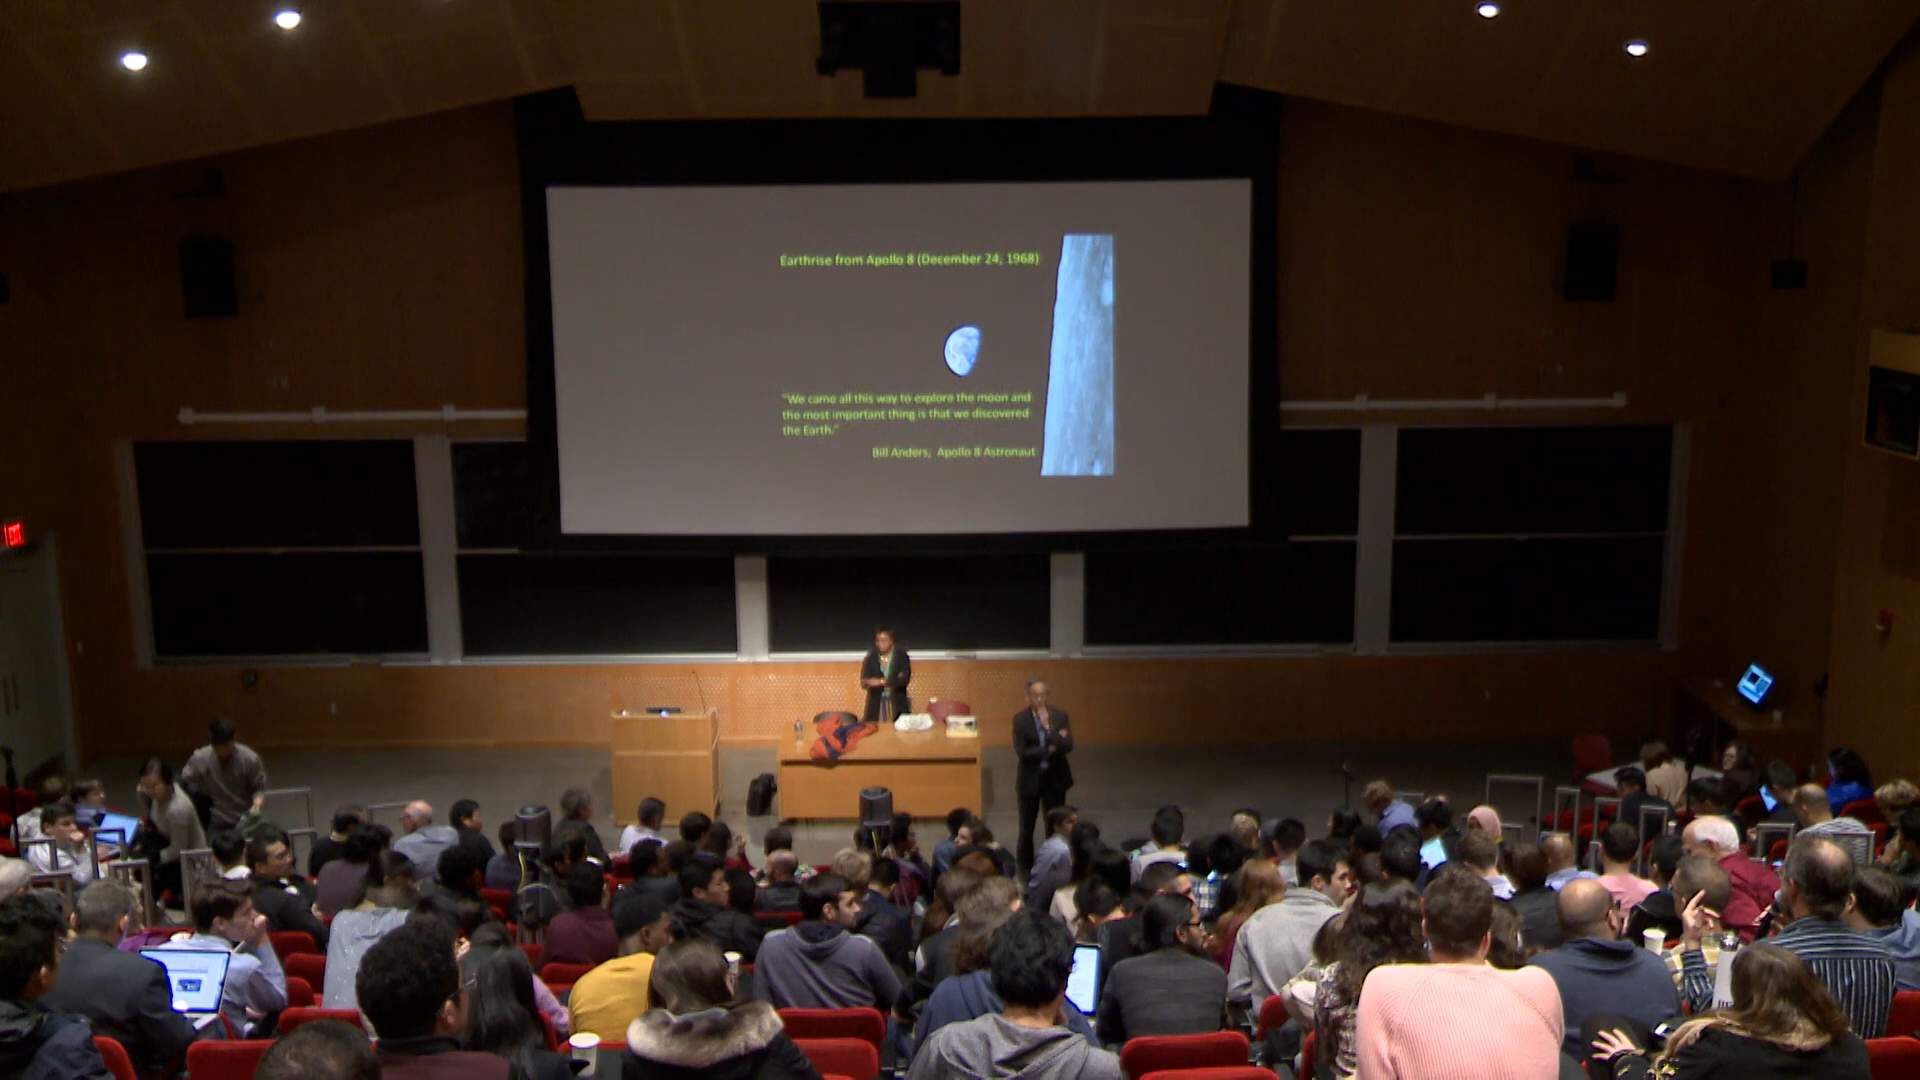 Earthrise from Apollo 8 (December 24, 1968)
"We came all this way to explore the moon and
the most important thing is that we discovered
the Earth."
Bill Anders, Apollo 8 Astronaut
EXIT